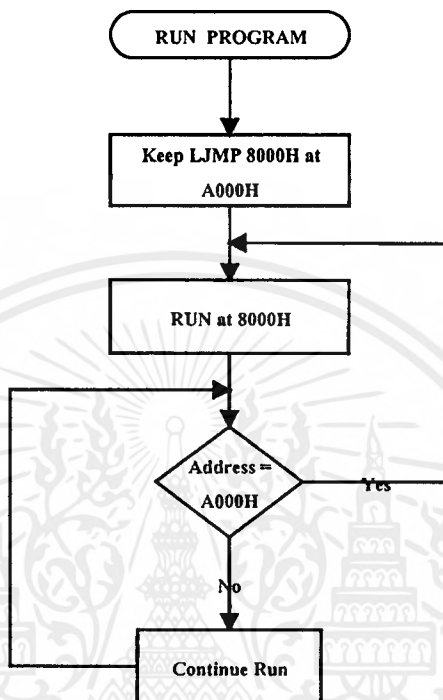 RUN PROGRAM
Keep LJMP 8000H at
A000H
RUN at 8000H
Address =
A000H
Yes
No
Continue Run